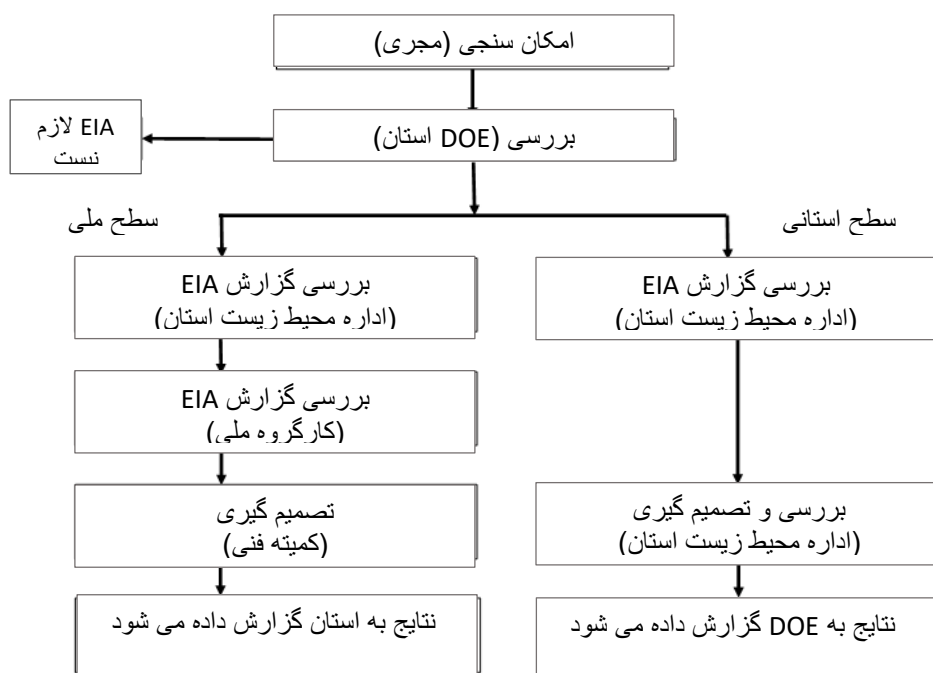 امکان سنجی (مجری)
بررسی (DOE استان)
EIA لازم
نیست
سطح استانی
سطح ملی
بررسی گزارش EIA
(اداره محیط زیست استان)
بررسی و تصمیم گیری
(اداره محیط زیست استان)
نتایج به DOE گزارش داده می شود
بررسی گزارش EIA
(اداره محیط زیست استان)
بررسی گزارش EIA
(کارگروه ملی)
تصمیم گیری
(کمیته فنی)
نتایج به استان گزارش داده می شود